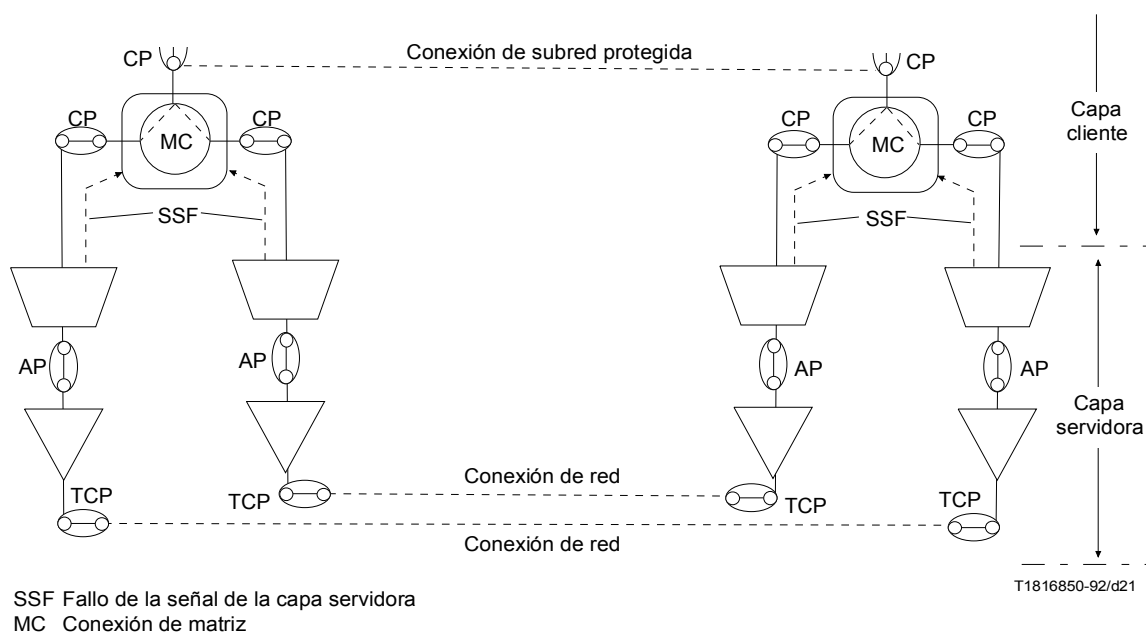 Conexión de subred protegida
CP
CP
CP
CP
MC
SSF
CP
CP
MC
SSF
Capa
cliente
AP
AP
AP
AP
Capa
servidora
TCP
TCP
Conexión de red
TCP
TCP
Conexión de red
T1816850-92/d21
SSF Fallo de la señal de la capa servidora
MC Conexión de matriz